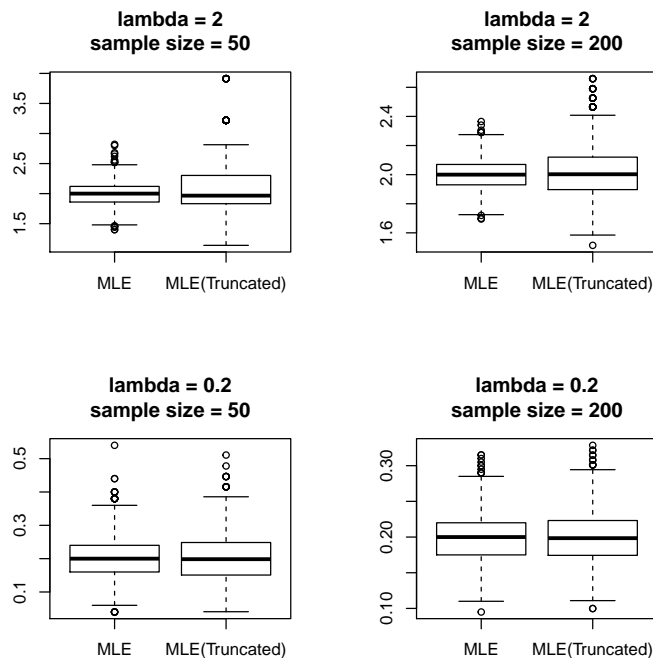 lambda = 2
sample size = 50
3.5
2.5
1.5
MLE MLE(Truncated)
lambda = 2
sample size = 200
2.4
2.0
1.6
MLE MLE(Truncated)
lambda = 0.2
sample size = 50
0.5
0.3
0.1
MLE MLE(Truncated)
lambda = 0.2
sample size = 200
0.30
0.20
0.10
MLE MLE(Truncated)